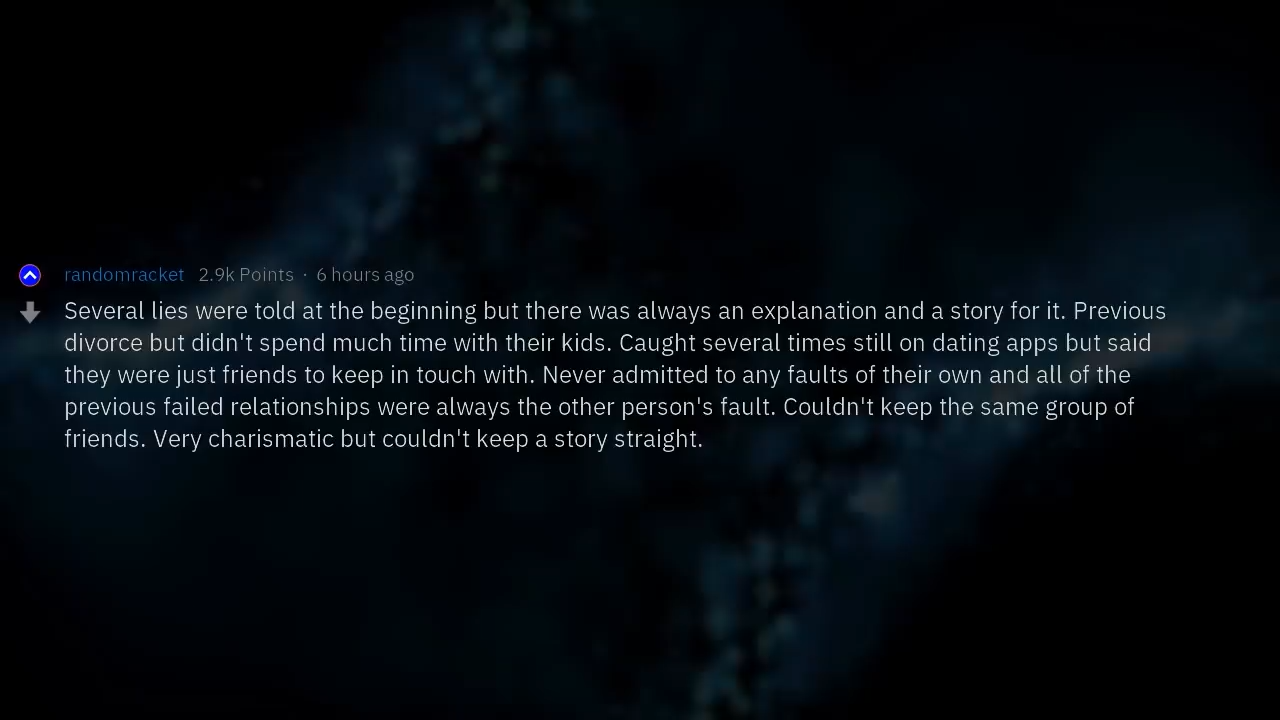 randomracket 2.9k Points · 6 hours ago
Several lies were told at the beginning but there was always an explanation and a story for it. Previous
divorce but didn't spend much time with their kids. Caught several times still on dating apps but said
they were just friends to keep in touch with. Never admitted to any faults of their own and all of the
previous failed relationships were always the other person's fault. Couldn't keep the same group of
friends. Very charismatic but couldn't keep a story straight.